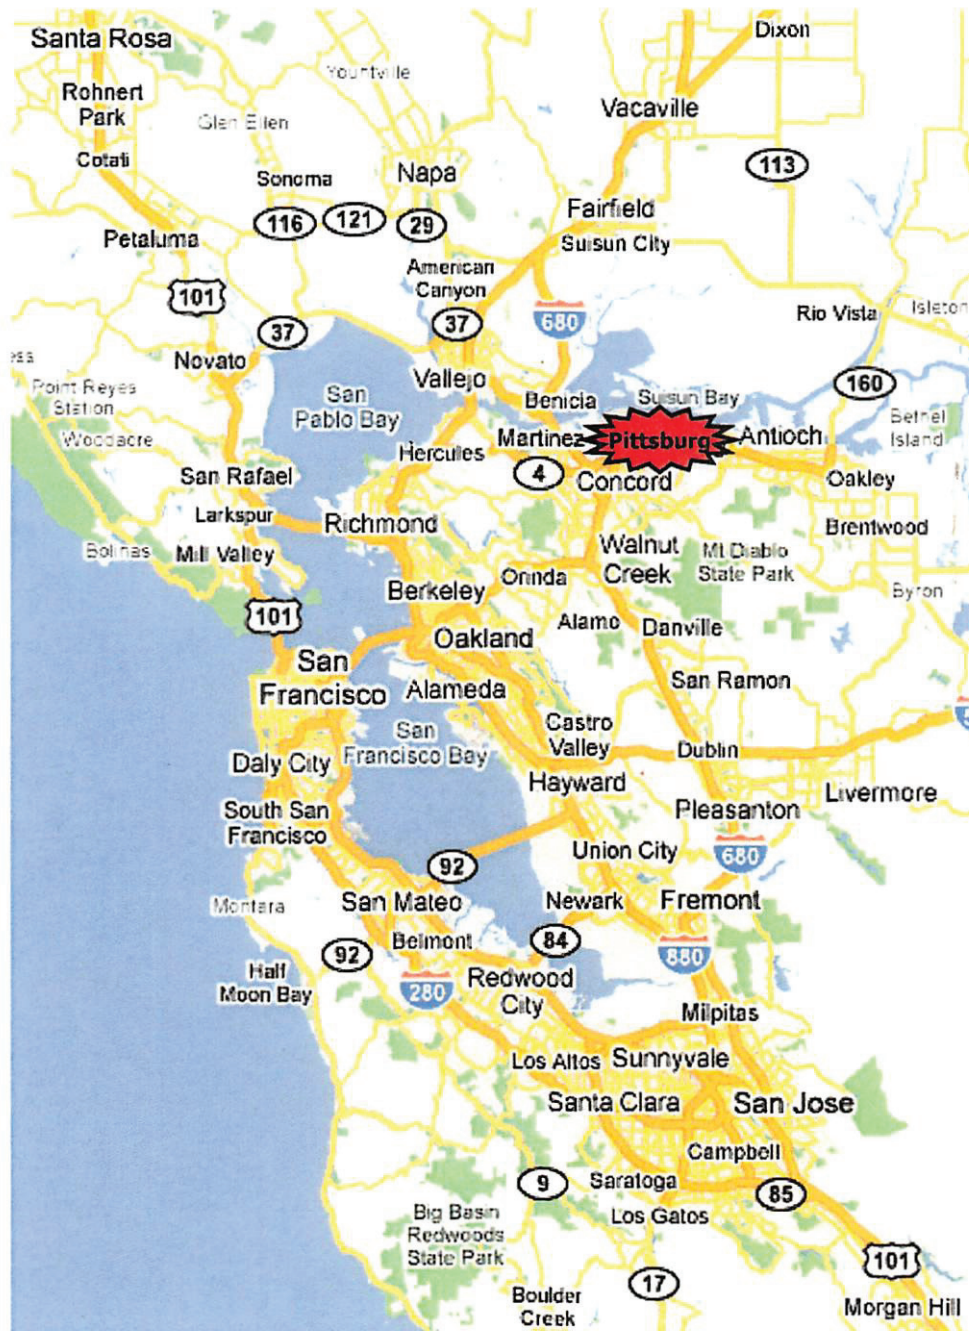 Dixon
Santa Rosa
Yountville
Rohnert
Park
Vacaville
Glen Ellen
Cotati
Sonoma
Napa
113
116
121
29
Fairfield
Petaluma
Suisun City
American
Canyon
101
37
37
680
Rio Vista
Isleton
Novato
Vallejo
160
Point Reyes
Station
San
Pablo Bay
Benicia
Suisun Bay
Bethel
Island
Woodacre
Hercules
Martinez
Pittsburg
Antioch
San Rafael
4
Concord
Oakley
Larkspur
Richmond
Brentwood
Bolinas
Mill Valley
Walnut
Creek
Mt Diablo
State Park
Berkeley
Orinda
Byron
101
Alamo
Danville
Oakland
San
Francisco
Alameda
San Ramon
San
Francisco Bay
Castro
Valley
Dublin
Daly City
Hayward
Livermore
South San
Francisco
Pleasanton
Union City
680
92
Montara
San Mateo
Newark
Fremont
92
Belmont
84
880
Half
Moon Bay
280
Redwood
City
Milpitas
Los Altos
Sunnyvale
Santa Clara
San Jose
Campbell
9
Saratoga
85
Big Basin
Redwoods
State Park
Los Gatos
101
17
Boulder
Creek
Morgan Hill